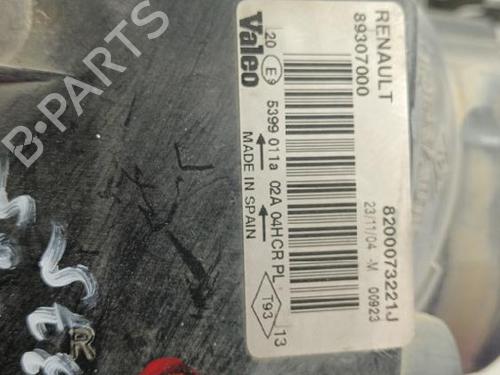 RENAULT
89307000
8200073221J
23/11/04 -M 00923
Valeo
20 E9 5399 011a 02A 04HCR PL T93 13
MADE IN SPAIN
B-PARTS
R